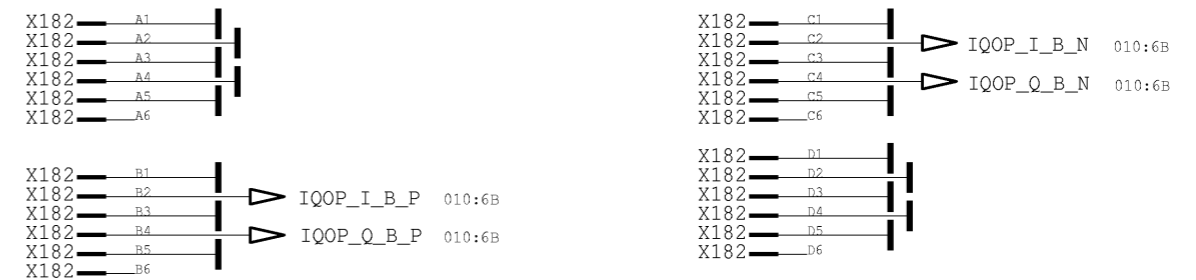 X182 A1
X182 A2
X182 A3
X182 A4
X182 A5
X182 A6
X182 B1
X182 B2 IQOP_I_B_P 010:6B
X182 B3
X182 B4 IQOP_Q_B_P 010:6B
X182 B5
X182 B6
X182 C1
X182 C2 IQOP_I_B_N 010:6B
X182 C3
X182 C4 IQOP_Q_B_N 010:6B
X182 C5
X182 C6
X182 D1
X182 D2
X182 D3
X182 D4
X182 D5
X182 D6